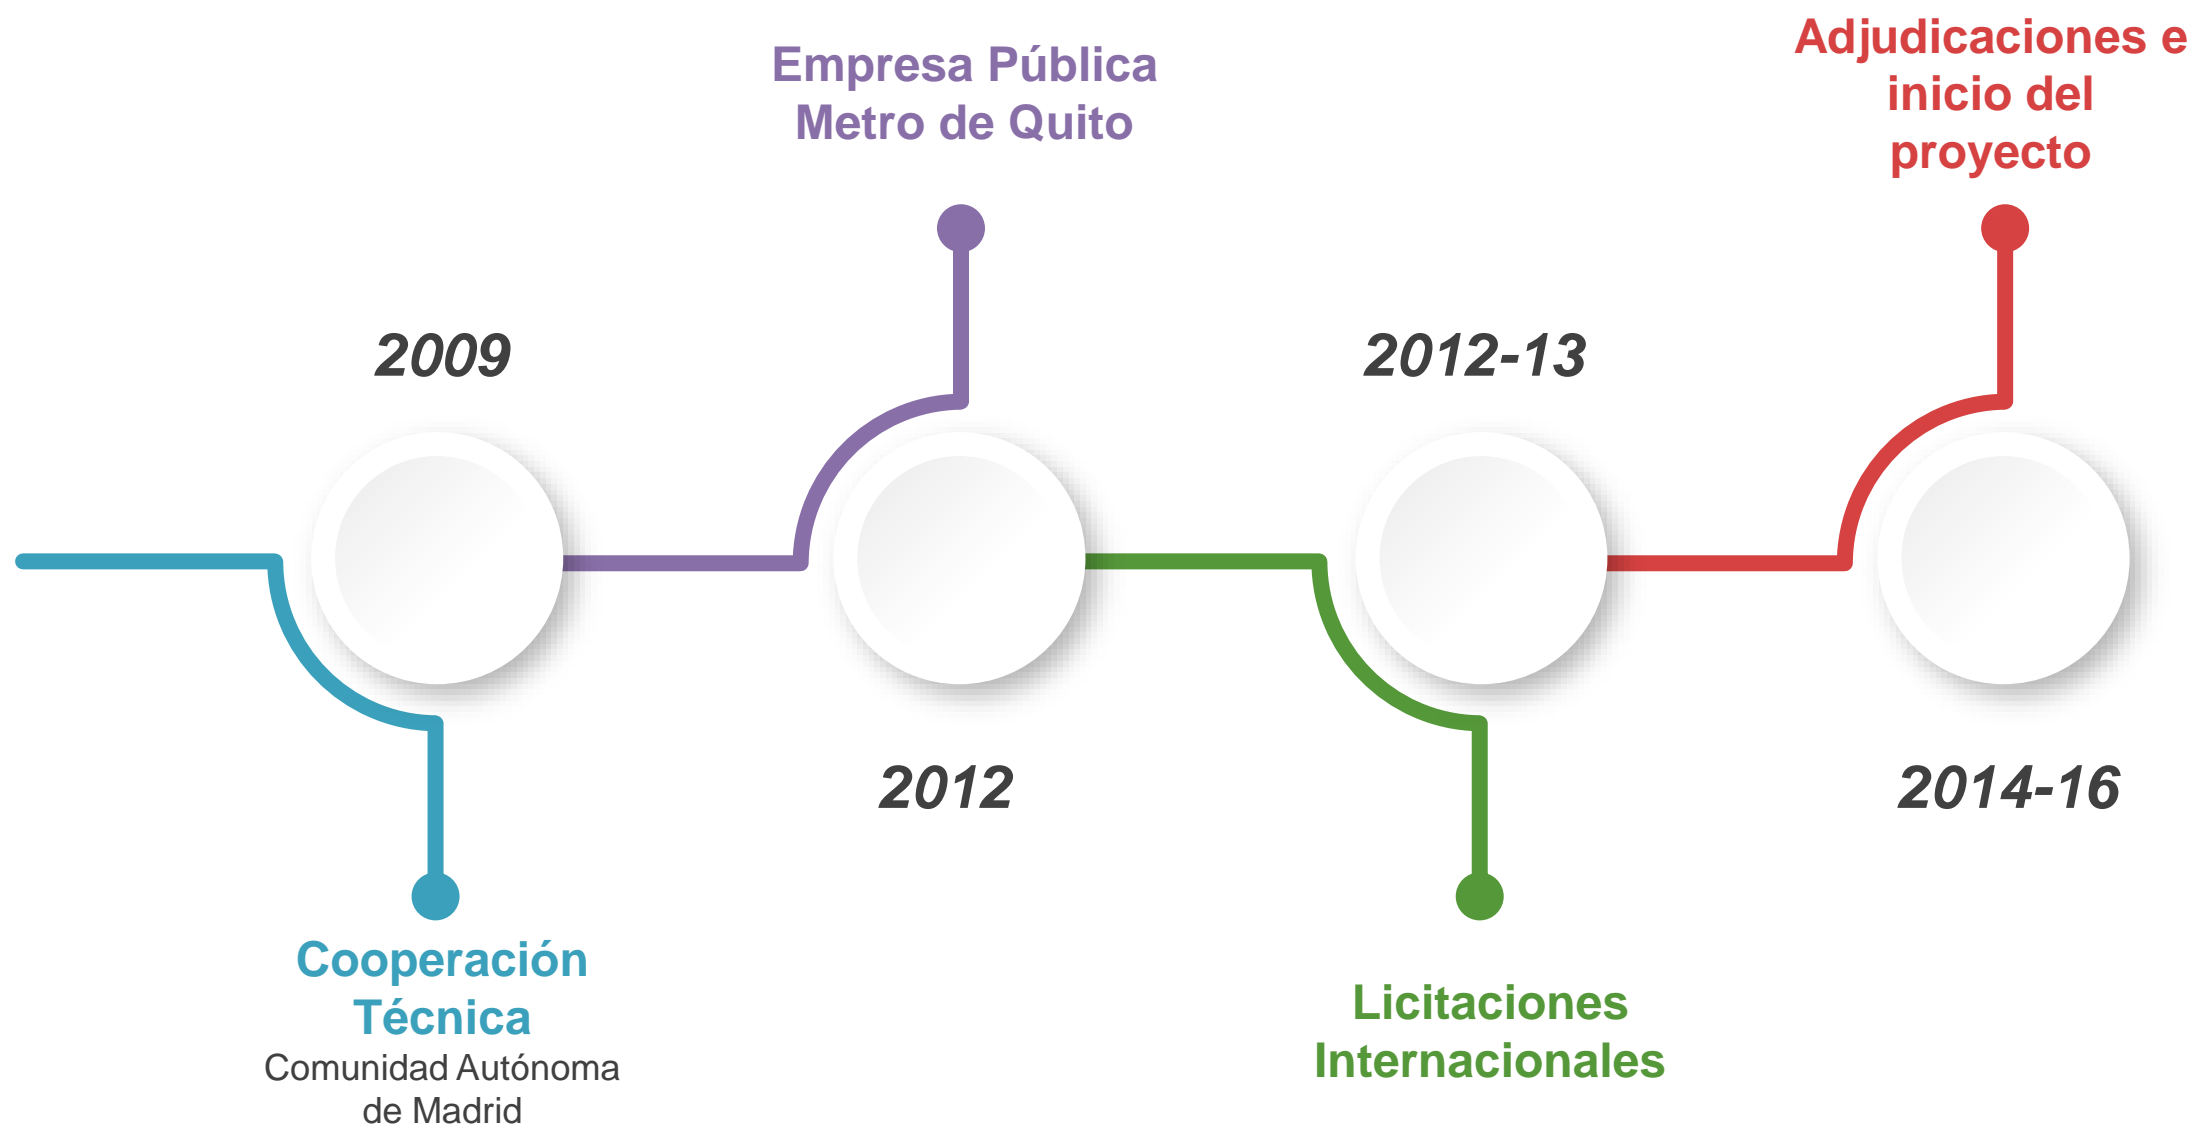 2009
Cooperación
Técnica
Comunidad Autónoma
de Madrid
Empresa Pública
Metro de Quito
2012
2012-13
Licitaciones
Internacionales
Adjudicaciones e
inicio del
proyecto
2014-16